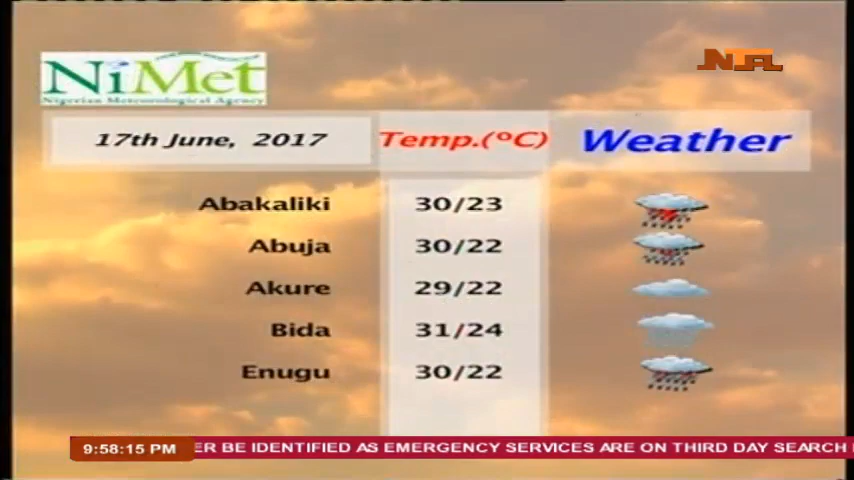 NiMet
Nigerian Meteorological Agency
NTA
17th June, 2017 Temp.(ºC) Weather
Abakaliki 30/23
Abuja 30/22
Akure 29/22
Bida 31/24
Enugu 30/22
9:58:15 PM ER BE IDENTIFIED AS EMERGENCY SERVICES ARE ON THIRD DAY SEARCH